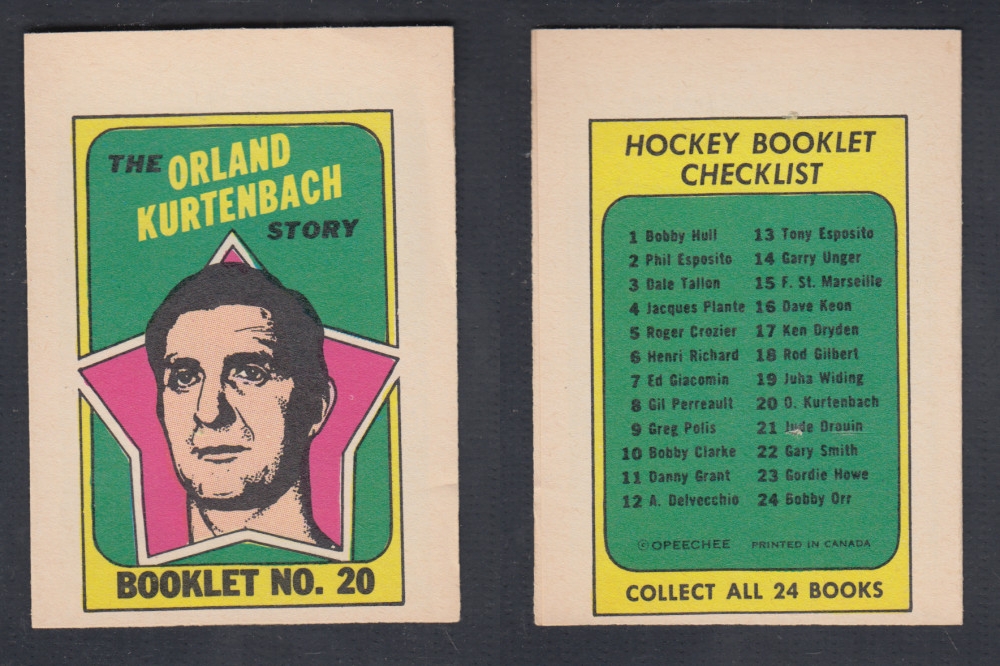 THE ORLAND
KURTENBACH
STORY
BOOKLET NO. 20
HOCKEY BOOKLET
CHECKLIST
1 Bobby Hull
2 Phil Esposito
3 Dale Tallon
4 Jacques Plante
5 Roger Crozier
6 Henri Richard
7 Ed Giacomin
8 Gil Perreault
9 Greg Polis
10 Bobby Clarke
11 Danny Grant
12 A. Delvecchio
13 Tony Esposito
14 Garry Unger
15 F. St. Marseille
16 Dave Keon
17 Ken Dryden
18 Rod Gilbert
19 Juha Widing
20 O. Kurtenbach
21 Jude Drouin
22 Gary Smith
23 Gordie Howe
24 Bobby Orr
©OPEECHEE PRINTED IN CANADA
COLLECT ALL 24 BOOKS